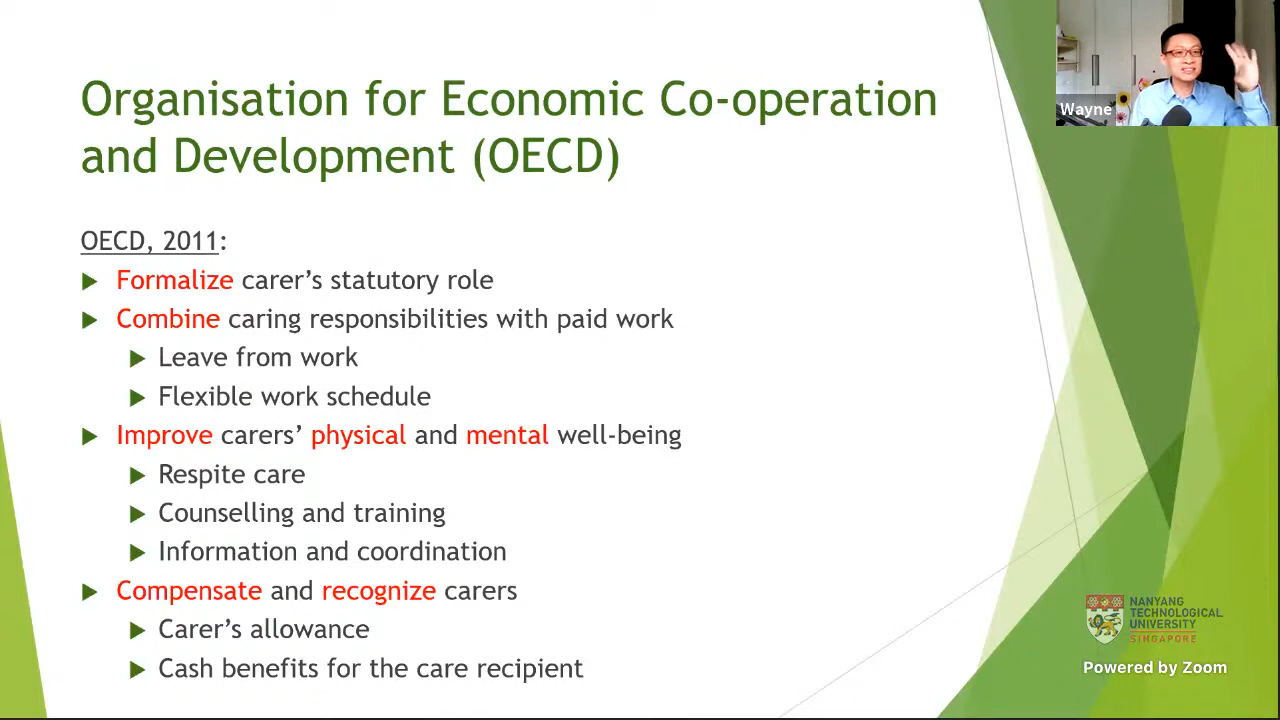 Organisation for Economic Co-operation
and Development (OECD)
OECD, 2011:
Formalize carer’s statutory role
Combine caring responsibilities with paid work
Leave from work
Flexible work schedule
Improve carers’ physical and mental well-being
Respite care
Counselling and training
Information and coordination
Compensate and recognize carers
Carer’s allowance
Cash benefits for the care recipient
Wayne
NANYANG
TECHNOLOGICAL
UNIVERSITY
SINGAPORE
Powered by Zoom